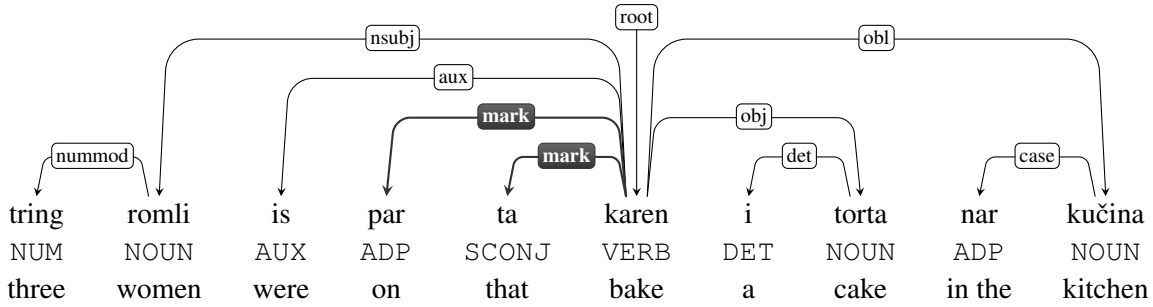 root
nsubj obl
aux
mark obj
nummod mark det case
tring romli is par ta karen i torta nar kučina
NUM NOUN AUX ADP SCONJ VERB DET NOUN ADP NOUN
three women were on that bake a cake in the kitchen